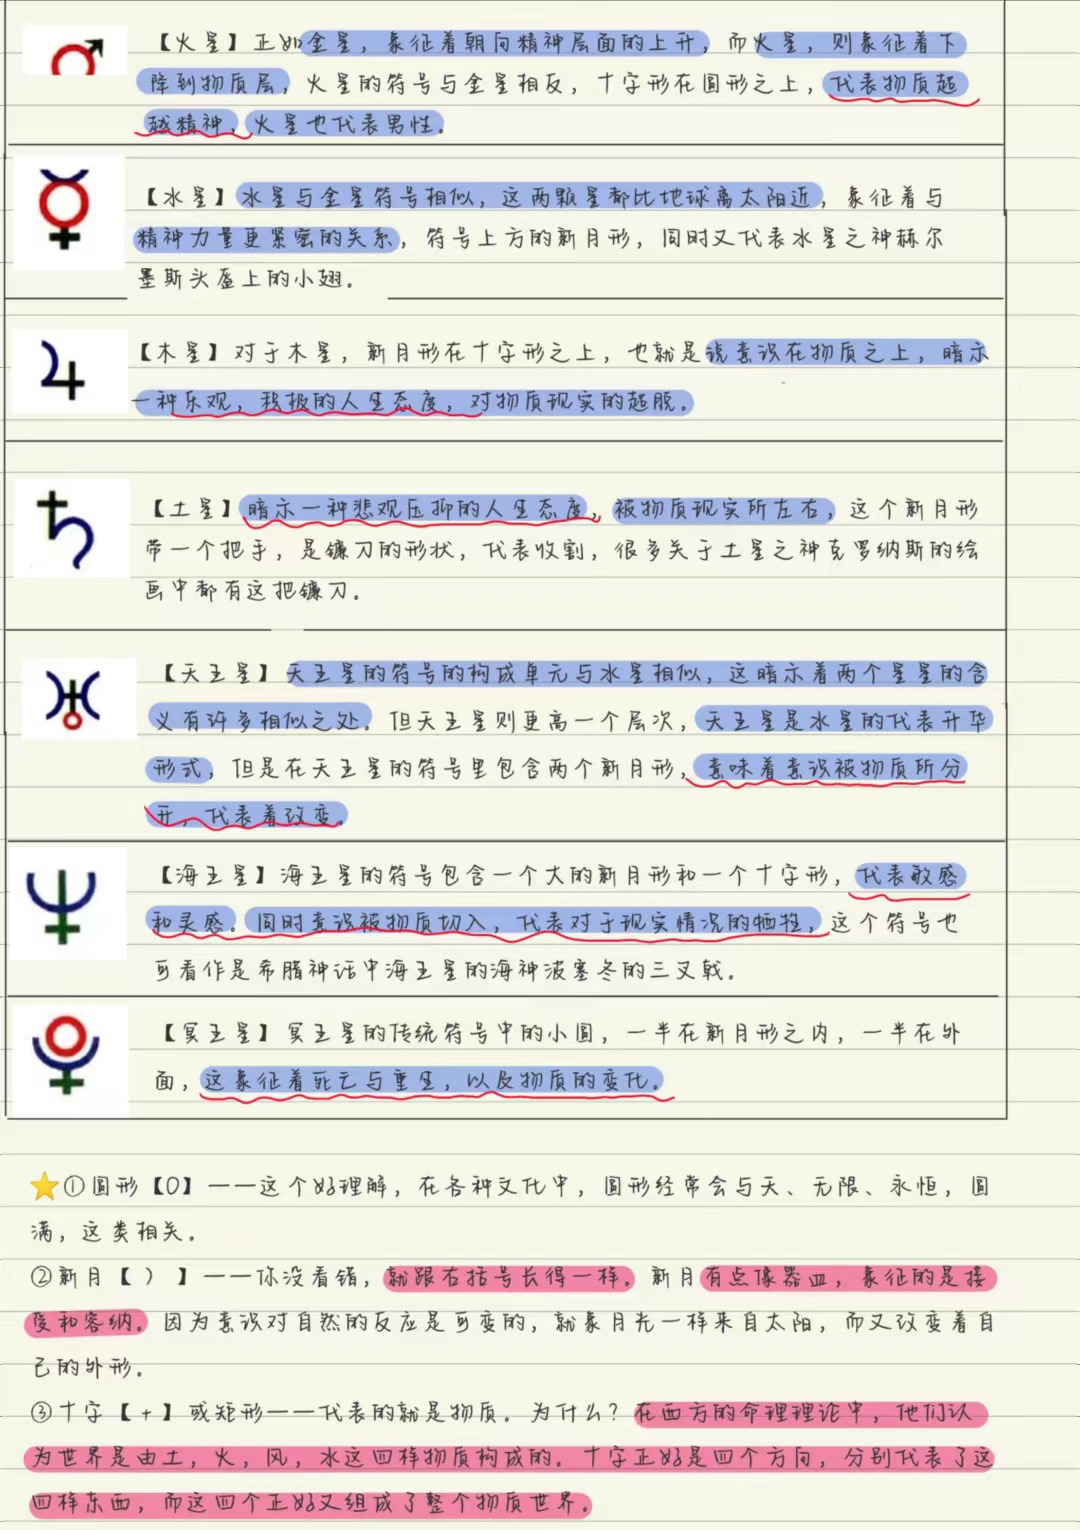 【火星】正如金星，象征着朝向精神层面的上升，而火星，则象征着下
降到物质层，火星的符号与金星相反，十字形在圆形之上，代表物质超
越精神，火星也代表男性。
【水星】水星与金星符号相似，这两颗星都比地球离太阳近，象征着与
精神力量更紧密的关系，符号上方的新月形，同时又代表水星之神赫尔
墨斯头盔上的小翅。
【木星】对于木星，新月形在十字形之上，也就是说意识在物质之上，暗示
一种乐观，积极的人生态度，对物质现实的超脱。
【土星】暗示一种悲观压抑的人生态度，被物质现实所左右，这个新月形
带一个把手，是镰刀的形状，代表收割，很多关于土星之神克罗纳斯的绘
画中都有这把镰刀。
【天王星】天王星的符号的构成单元与水星相似，这暗示着两个星星的含
义有许多相似之处。但天王星则更高一个层次，天王星是水星的代表升华
形式，但是在天王星的符号里包含两个新月形，意味着意识被物质所分
开，代表着改变。
【海王星】海王星的符号包含一个大的新月形和一个十字形，代表敏感
和灵感。同时意识被物质切入，代表对于现实情况的牺牲，这个符号也
可看作是希腊神话中海王星的海神波塞冬的三叉戟。
【冥王星】冥王星的传统符号中的小圆，一半在新月形之内，一半在外
面，这象征着死亡与重生，以及物质的变化。
①圆形【O】——这个好理解，在各种文化中，圆形经常会与天、无限、永恒，圆
满，这类相关。
②新月【 ） 】——你没看错，就跟右括号长得一样。新月有点像器皿，象征的是接
受和容纳。因为意识对自然的反应是可变的，就象月光一样来自太阳，而又改变着自
己的外形。
③十字【+】或矩形——代表的就是物质。为什么？在西方的命理理论中，他们认
为世界是由土，火，风，水这四样物质构成的。十字正好是四个方向，分别代表了这
四样东西，而这四个正好又组成了整个物质世界。